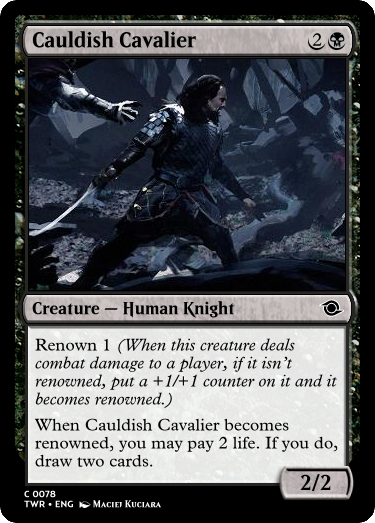 Cauldish Cavalier 2
Creature — Human Knight
Renown 1 (When this creature deals
combat damage to a player, if it isn't
renowned, put a +1/+1 counter on it and it
becomes renowned.)
When Cauldish Cavalier becomes
renowned, you may pay 2 life. If you do,
draw two cards.
2/2
C 0078
TWR • ENG Maciej Kuciara